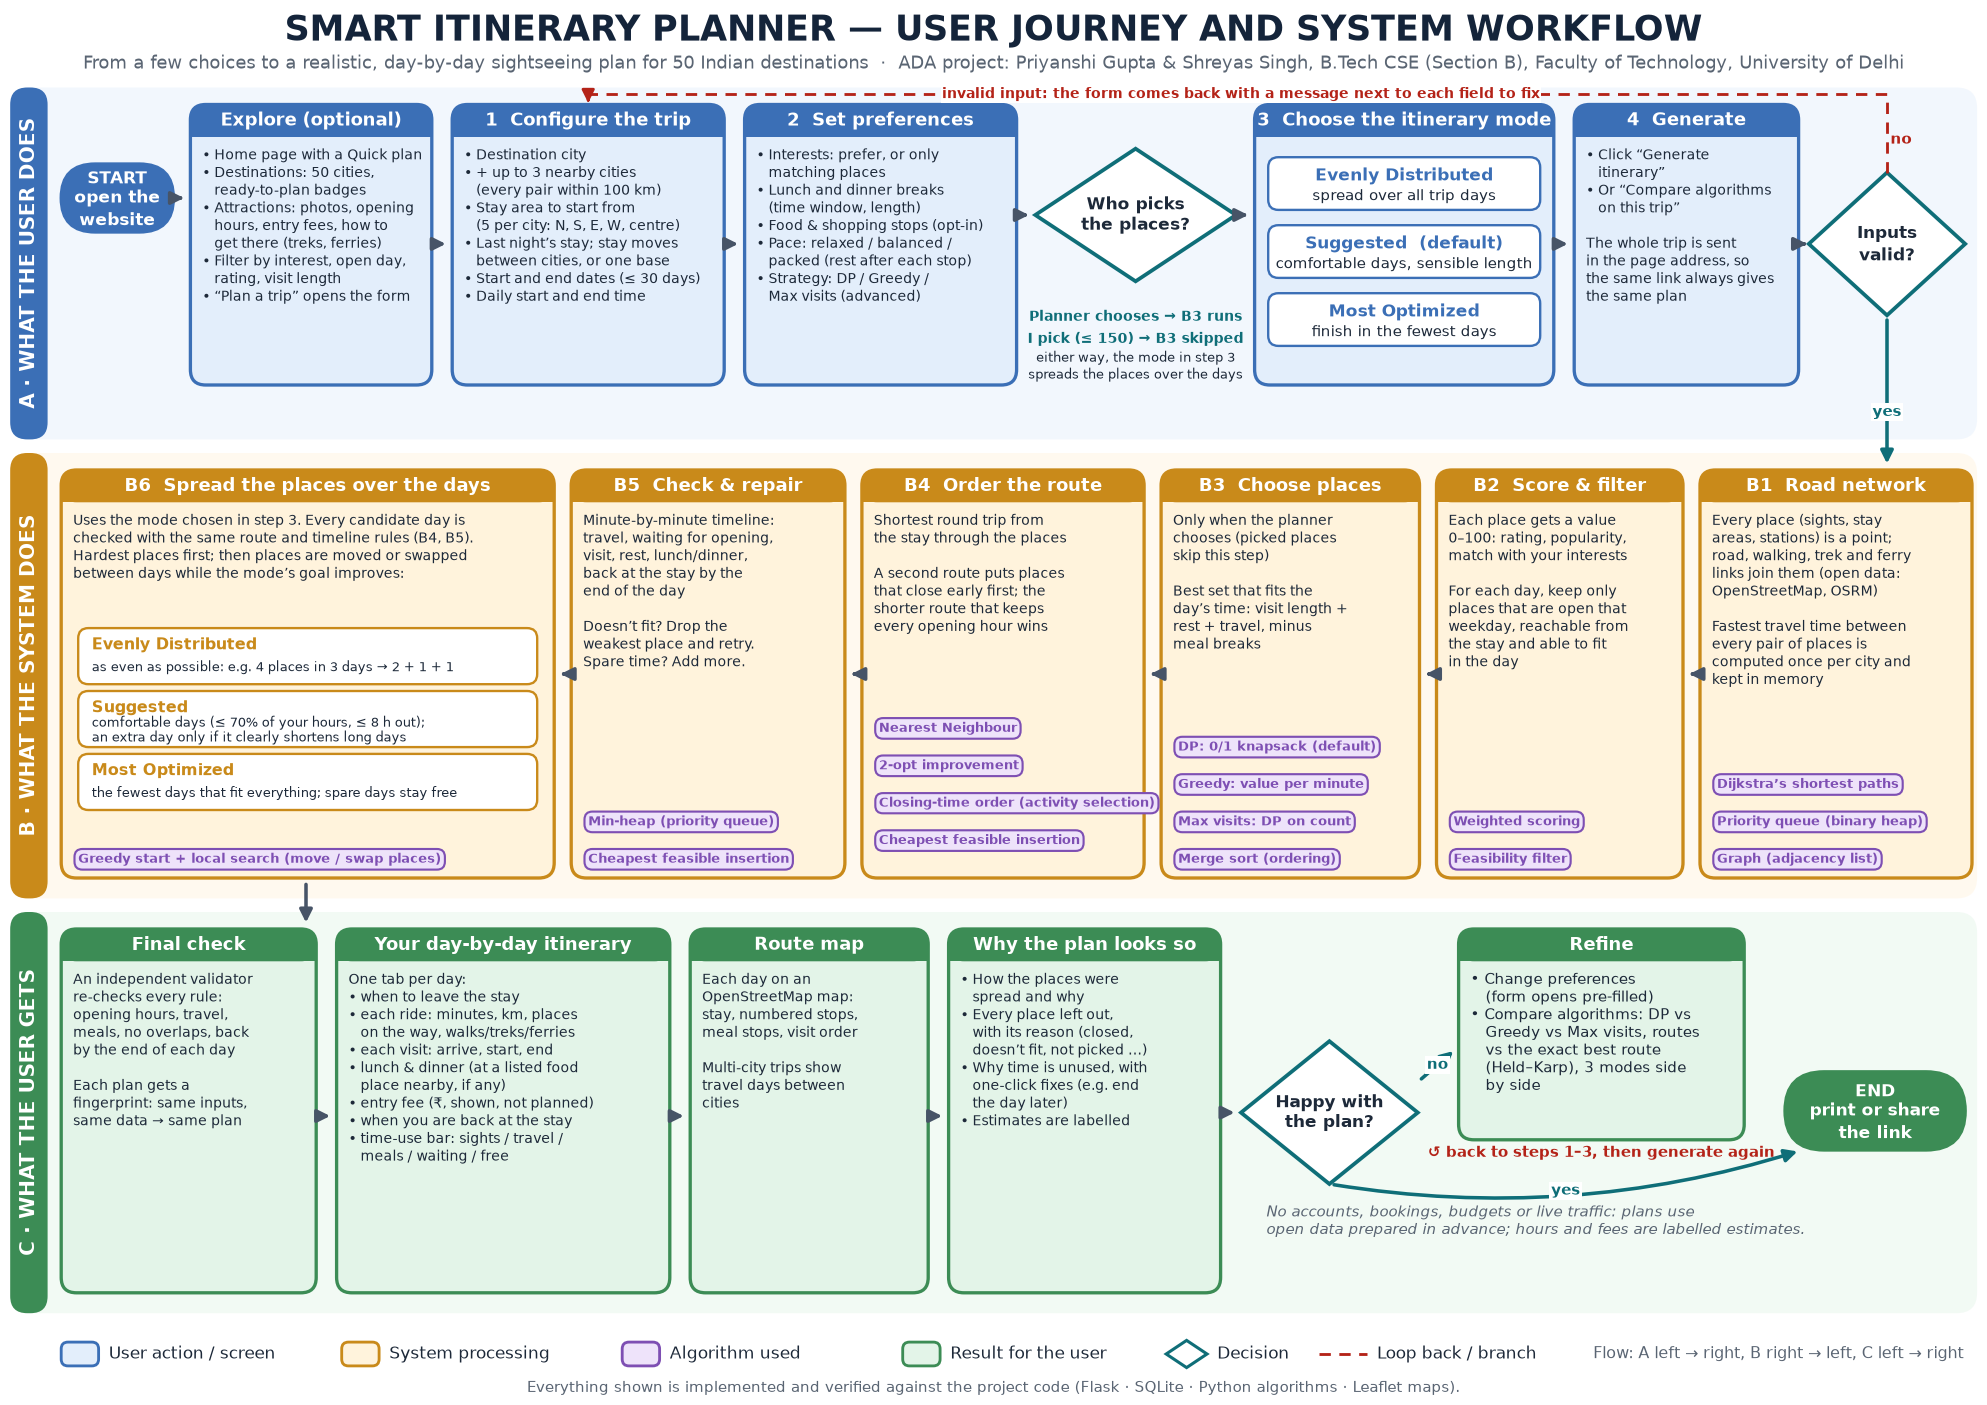 SMART ITINERARY PLANNER — USER JOURNEY AND SYSTEM WORKFLOW
From a few choices to a realistic, day-by-day sightseeing plan for 50 Indian destinations · ADA project: Priyanshi Gupta & Shreyas Singh, B.Tech CSE (Section B), Faculty of Technology, University of Delhi
A · WHAT THE USER DOES
invalid input: the form comes back with a message next to each field to fix
START
open the
website
Explore (optional)
• Home page with a Quick plan
• Destinations: 50 cities,
ready-to-plan badges
• Attractions: photos, opening
hours, entry fees, how to
get there (treks, ferries)
• Filter by interest, open day,
rating, visit length
• “Plan a trip” opens the form
1 Configure the trip
• Destination city
• + up to 3 nearby cities
(every pair within 100 km)
• Stay area to start from
(5 per city: N, S, E, W, centre)
• Last night’s stay; stay moves
between cities, or one base
• Start and end dates (≤ 30 days)
• Daily start and end time
2 Set preferences
• Interests: prefer, or only
matching places
• Lunch and dinner breaks
(time window, length)
• Food & shopping stops (opt-in)
• Pace: relaxed / balanced /
packed (rest after each stop)
• Strategy: DP / Greedy /
Max visits (advanced)
Who picks
the places?
Planner chooses → B3 runs
I pick (≤ 150) → B3 skipped
either way, the mode in step 3
spreads the places over the days
3 Choose the itinerary mode
Evenly Distributed
spread over all trip days
Suggested (default)
comfortable days, sensible length
Most Optimized
finish in the fewest days
4 Generate
• Click “Generate
itinerary”
• Or “Compare algorithms
on this trip”
The whole trip is sent
in the page address, so
the same link always gives
the same plan
no
Inputs
valid?
yes
B · WHAT THE SYSTEM DOES
B6 Spread the places over the days
Uses the mode chosen in step 3. Every candidate day is
checked with the same route and timeline rules (B4, B5).
Hardest places first; then places are moved or swapped
between days while the mode’s goal improves:
Evenly Distributed
as even as possible: e.g. 4 places in 3 days → 2 + 1 + 1
Suggested
comfortable days (≤ 70% of your hours, ≤ 8 h out);
an extra day only if it clearly shortens long days
Most Optimized
the fewest days that fit everything; spare days stay free
Greedy start + local search (move / swap places)
B5 Check & repair
Minute-by-minute timeline:
travel, waiting for opening,
visit, rest, lunch/dinner,
back at the stay by the
end of the day
Doesn’t fit? Drop the
weakest place and retry.
Spare time? Add more.
Min-heap (priority queue)
Cheapest feasible insertion
B4 Order the route
Shortest round trip from
the stay through the places
A second route puts places
that close early first; the
shorter route that keeps
every opening hour wins
Nearest Neighbour
2-opt improvement
Closing-time order (activity selection)
Cheapest feasible insertion
B3 Choose places
Only when the planner
chooses (picked places
skip this step)
Best set that fits the
day’s time: visit length +
rest + travel, minus
meal breaks
DP: 0/1 knapsack (default)
Greedy: value per minute
Max visits: DP on count
Merge sort (ordering)
B2 Score & filter
Each place gets a value
0–100: rating, popularity,
match with your interests
For each day, keep only
places that are open that
weekday, reachable from
the stay and able to fit
in the day
Weighted scoring
Feasibility filter
B1 Road network
Every place (sights, stay
areas, stations) is a point;
road, walking, trek and ferry
links join them (open data:
OpenStreetMap, OSRM)
Fastest travel time between
every pair of places is
computed once per city and
kept in memory
Dijkstra’s shortest paths
Priority queue (binary heap)
Graph (adjacency list)
C · WHAT THE USER GETS
Final check
An independent validator
re-checks every rule:
opening hours, travel,
meals, no overlaps, back
by the end of each day
Each plan gets a
fingerprint: same inputs,
same data → same plan
Your day-by-day itinerary
One tab per day:
• when to leave the stay
• each ride: minutes, km, places
on the way, walks/treks/ferries
• each visit: arrive, start, end
• lunch & dinner (at a listed food
place nearby, if any)
• entry fee (₹, shown, not planned)
• when you are back at the stay
• time-use bar: sights / travel /
meals / waiting / free
Route map
Each day on an
OpenStreetMap map:
stay, numbered stops,
meal stops, visit order
Multi-city trips show
travel days between
cities
Why the plan looks so
• How the places were
spread and why
• Every place left out,
with its reason (closed,
doesn’t fit, not picked …)
• Why time is unused, with
one-click fixes (e.g. end
the day later)
• Estimates are labelled
Happy with
the plan?
no
Refine
• Change preferences
(form opens pre-filled)
• Compare algorithms: DP vs
Greedy vs Max visits, routes
vs the exact best route
(Held–Karp), 3 modes side
by side
↺ back to steps 1–3, then generate again
yes
END
print or share
the link
No accounts, bookings, budgets or live traffic: plans use
open data prepared in advance; hours and fees are labelled estimates.
User action / screen
System processing
Algorithm used
Result for the user
Decision
Loop back / branch
Flow: A left → right, B right → left, C left → right
Everything shown is implemented and verified against the project code (Flask · SQLite · Python algorithms · Leaflet maps).